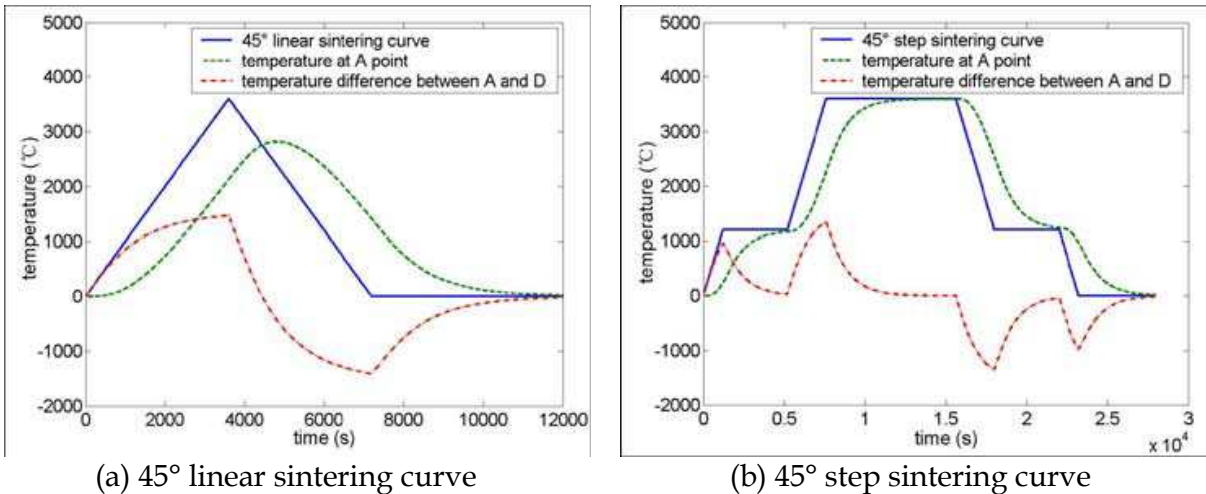 5000
4000
3000
2000
1000
0
-1000
-2000
temperature (℃)
45° linear sintering curve
temperature at A point
temperature difference between A and D
0 2000 4000 6000 8000 10000 12000
time (s)
(a) 45° linear sintering curve
5000
4000
3000
2000
1000
0
-1000
-2000
temperature (℃)
45° step sintering curve
temperature at A point
temperature difference between A and D
0 0.5 1 1.5 2 2.5 3
time (s)
x 10⁴
(b) 45° step sintering curve